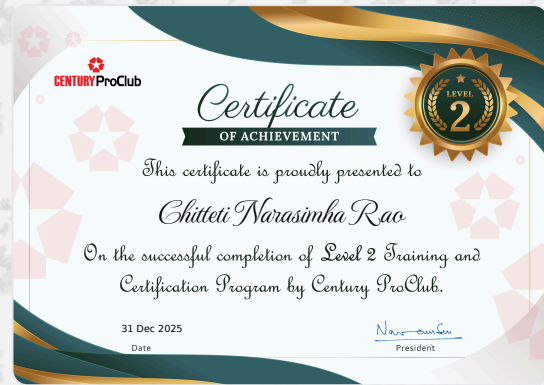 CENTURY ProClub
LEVEL
2
Certificate
OF ACHIEVEMENT
This certificate is proudly presented to
Chitteti Narasimha Rao
On the successful completion of Level 2 Training and
Certification Program by Century ProClub.
31 Dec 2025
Date
President